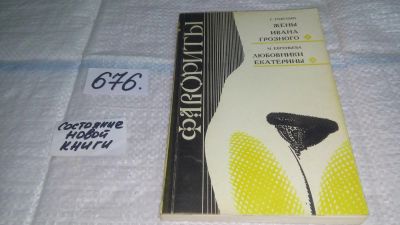 676.
СОСТОЯНИЕ
НОВОЙ
КНИГИ
ФАВОРИТЫ
ЖЕНЫ
ИВАНА
ГРОЗНОГО
ЛЮБОВНИКИ
ЕКАТЕРИНЫ